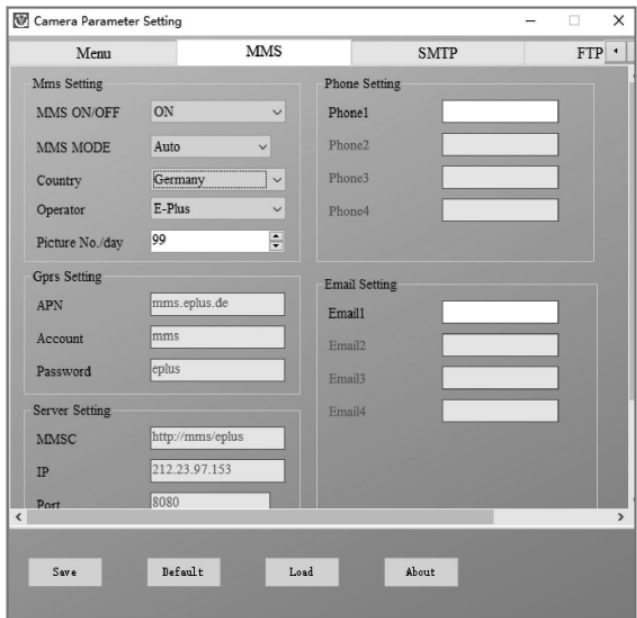 Camera Parameter Setting
Menu MMS SMTP FTP
Mms Setting
MMS ON/OFF ON
MMS MODE Auto
Country Germany
Operator E-Plus
Picture No./day 99
Gprs Setting
APN mms.eplus.de
Account mms
Password eplus
Server Setting
MMSC http://mms/eplus
IP 212.23.97.153
Port 8080
Phone Setting
Phone1
Phone2
Phone3
Phone4
Email Setting
Email1
Email2
Email3
Email4
Save Default Load About